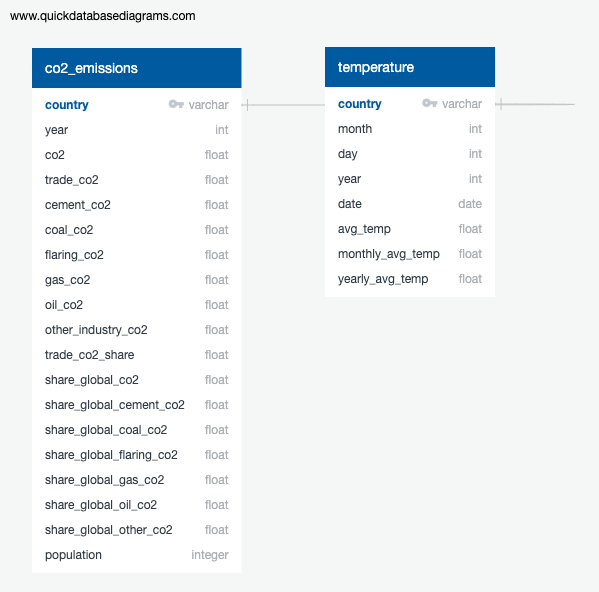 www.quickdatabasediagrams.com
co2_emissions
country varchar
year int
co2 float
trade_co2 float
cement_co2 float
coal_co2 float
flaring_co2 float
gas_co2 float
oil_co2 float
other_industry_co2 float
trade_co2_share float
share_global_co2 float
share_global_cement_co2 float
share_global_coal_co2 float
share_global_flaring_co2 float
share_global_gas_co2 float
share_global_oil_co2 float
share_global_other_co2 float
population integer
temperature
country varchar
month int
day int
year int
date date
avg_temp float
monthly_avg_temp float
yearly_avg_temp float